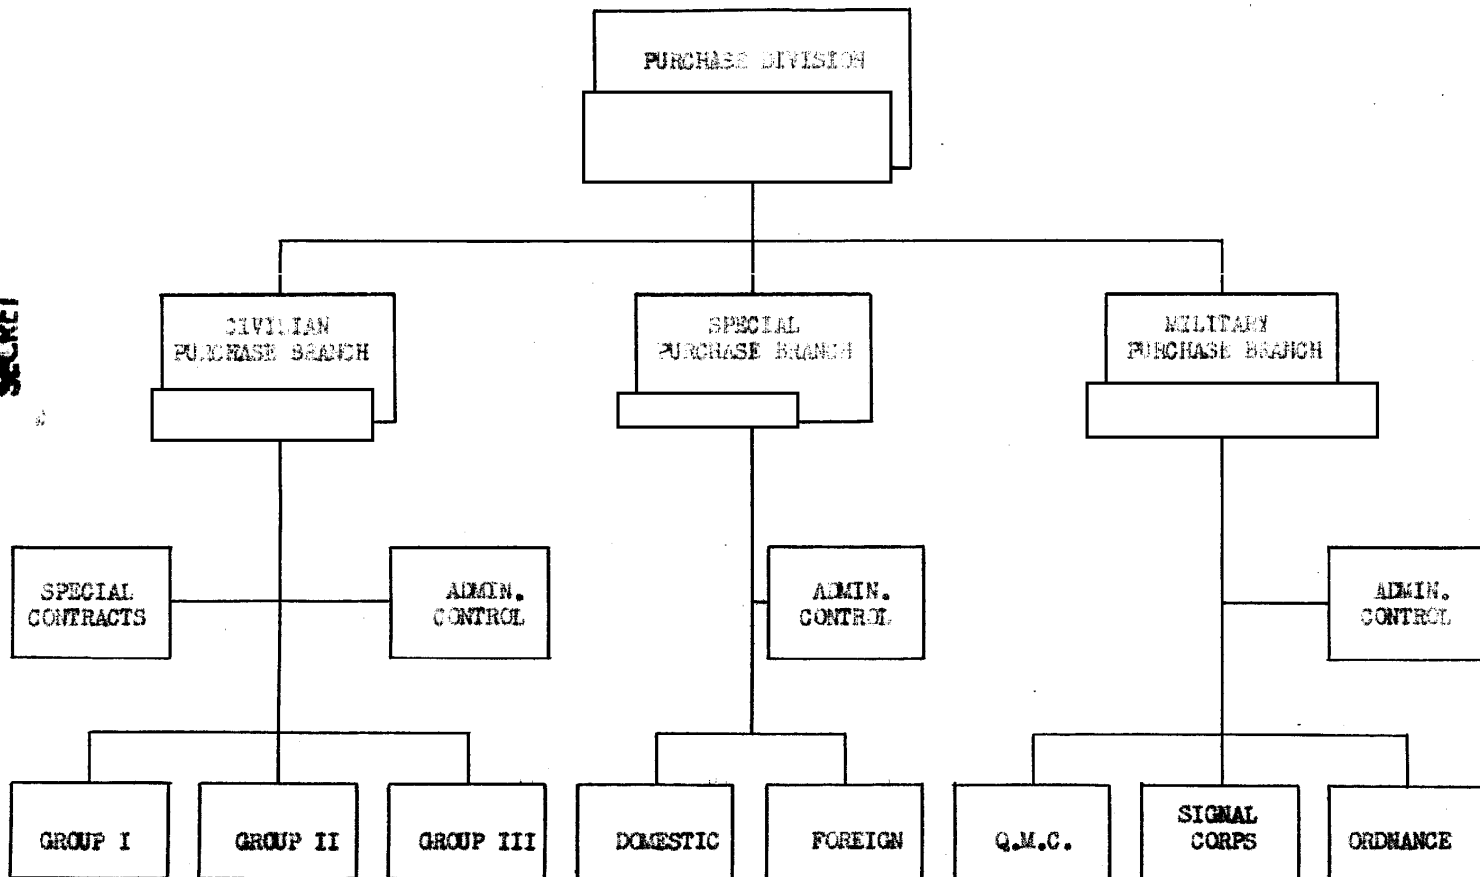 PURCHASE DIVISION
SECRET
CIVILIAN
PURCHASE BRANCH
SPECIAL
PURCHASE BRANCH
MILITARY
PURCHASE BRANCH
SPECIAL
CONTRACTS
ADMIN.
CONTROL
ADMIN.
CONTROL
ADMIN.
CONTROL
GROUP I
GROUP II
GROUP III
DOMESTIC
FOREIGN
Q.M.C.
SIGNAL
CORPS
ORDNANCE